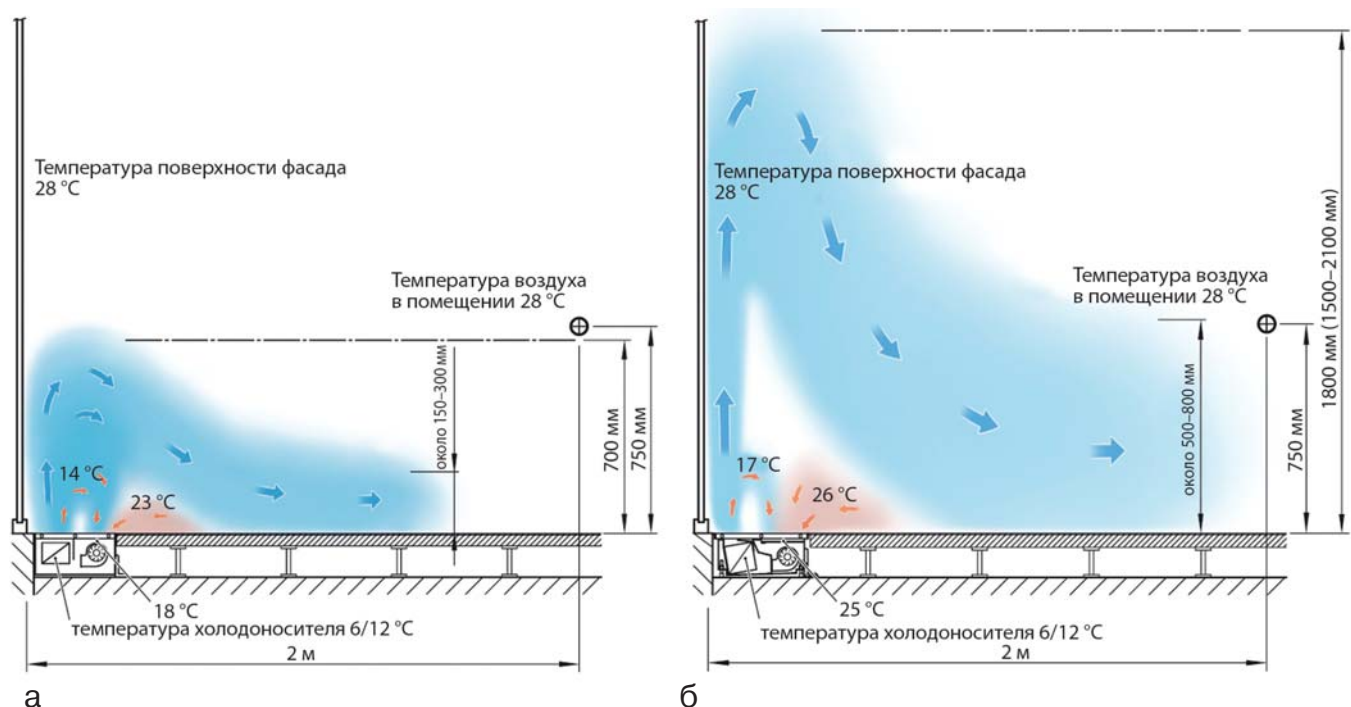 Температура поверхности фасада
28 °C
Температура воздуха
в помещении 28 °C
около 150–300 мм
700 мм
750 мм
14 °C
23 °C
18 °C
температура холодоносителя 6/12 °C
2 м
а
Температура поверхности фасада
28 °C
Температура воздуха
в помещении 28 °C
1800 мм (1500–2100 мм)
около 500–800 мм
750 мм
17 °C
26 °C
25 °C
температура холодоносителя 6/12 °C
2 м
б